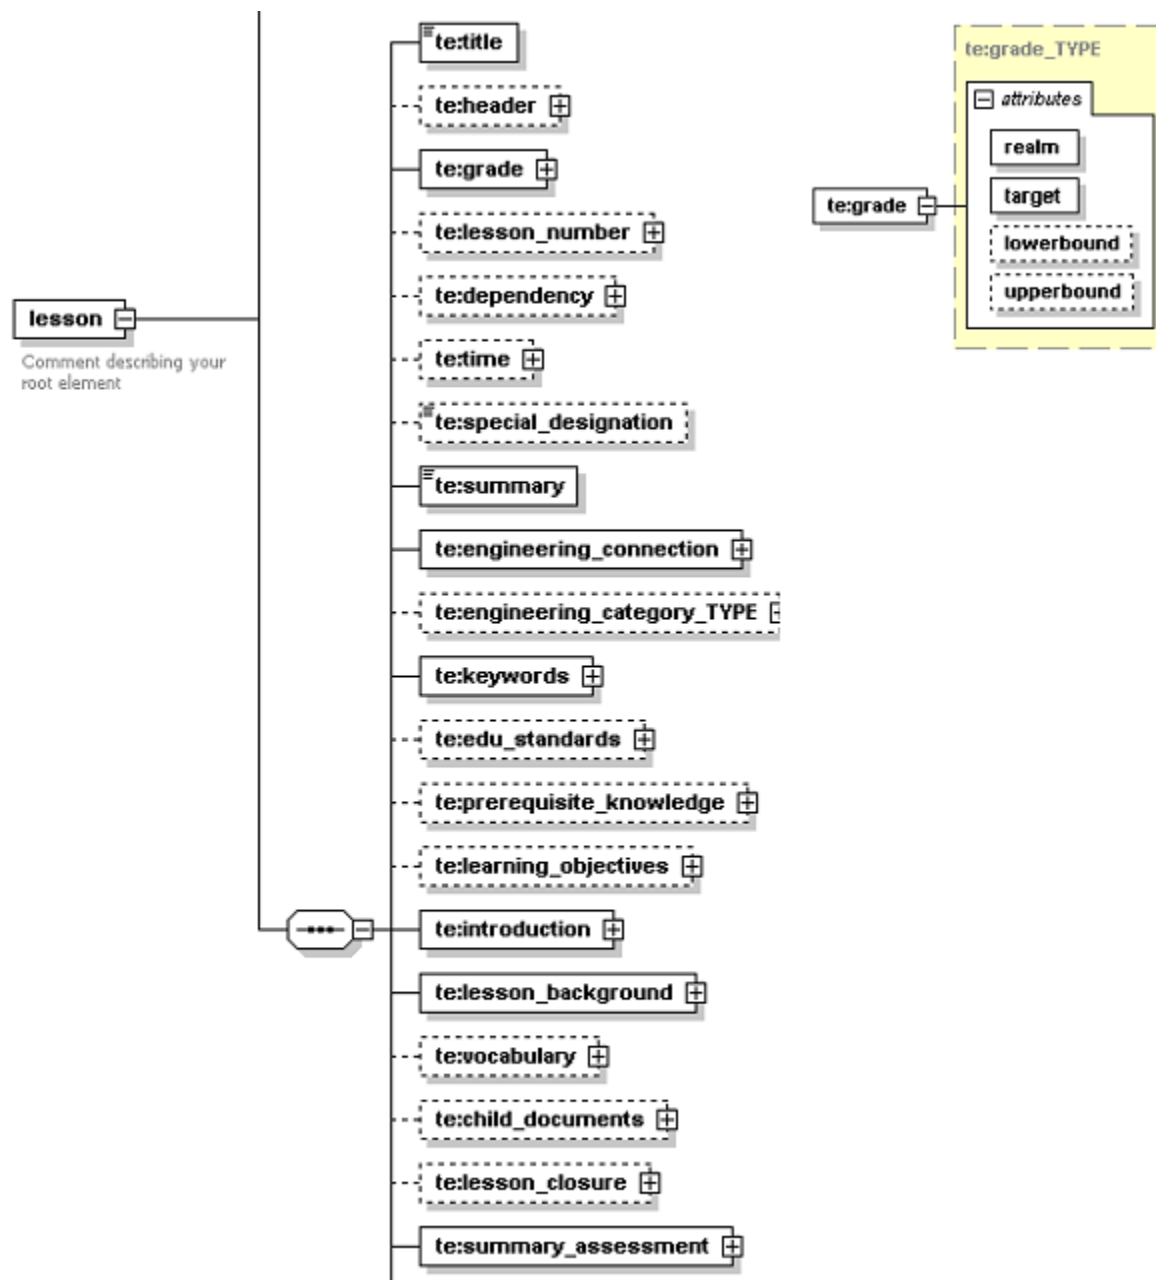 te:title
te:header
te:grade
te:lesson_number
te:dependency
te:time
te:special_designation
te:summary
te:engineering_connection
te:engineering_category_TYPE
te:keywords
te:edu_standards
te:prerequisite_knowledge
te:learning_objectives
te:introduction
te:lesson_background
te:vocabulary
te:child_documents
te:lesson_closure
te:summary_assessment
lesson
Comment describing your
root element
te:grade_TYPE
attributes
realm
target
lowerbound
upperbound
te:grade